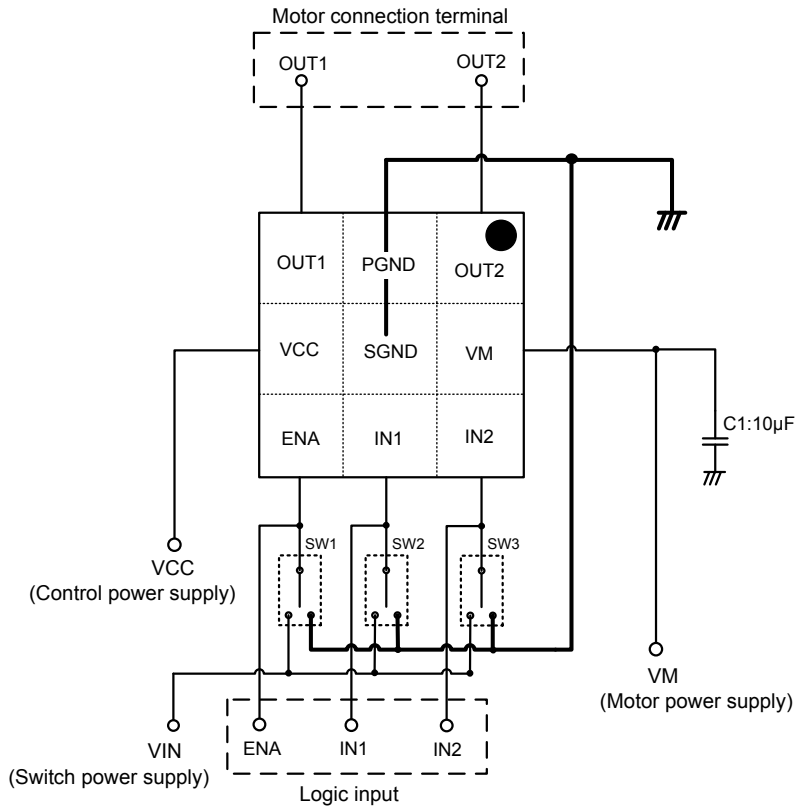 Motor connection terminal
OUT1
OUT2
OUT1
PGND
OUT2
VCC
SGND
VM
ENA
IN1
IN2
C1:10µF
SW1
SW2
SW3
VCC
(Control power supply)
VM
(Motor power supply)
VIN
(Switch power supply)
ENA
IN1
IN2
Logic input